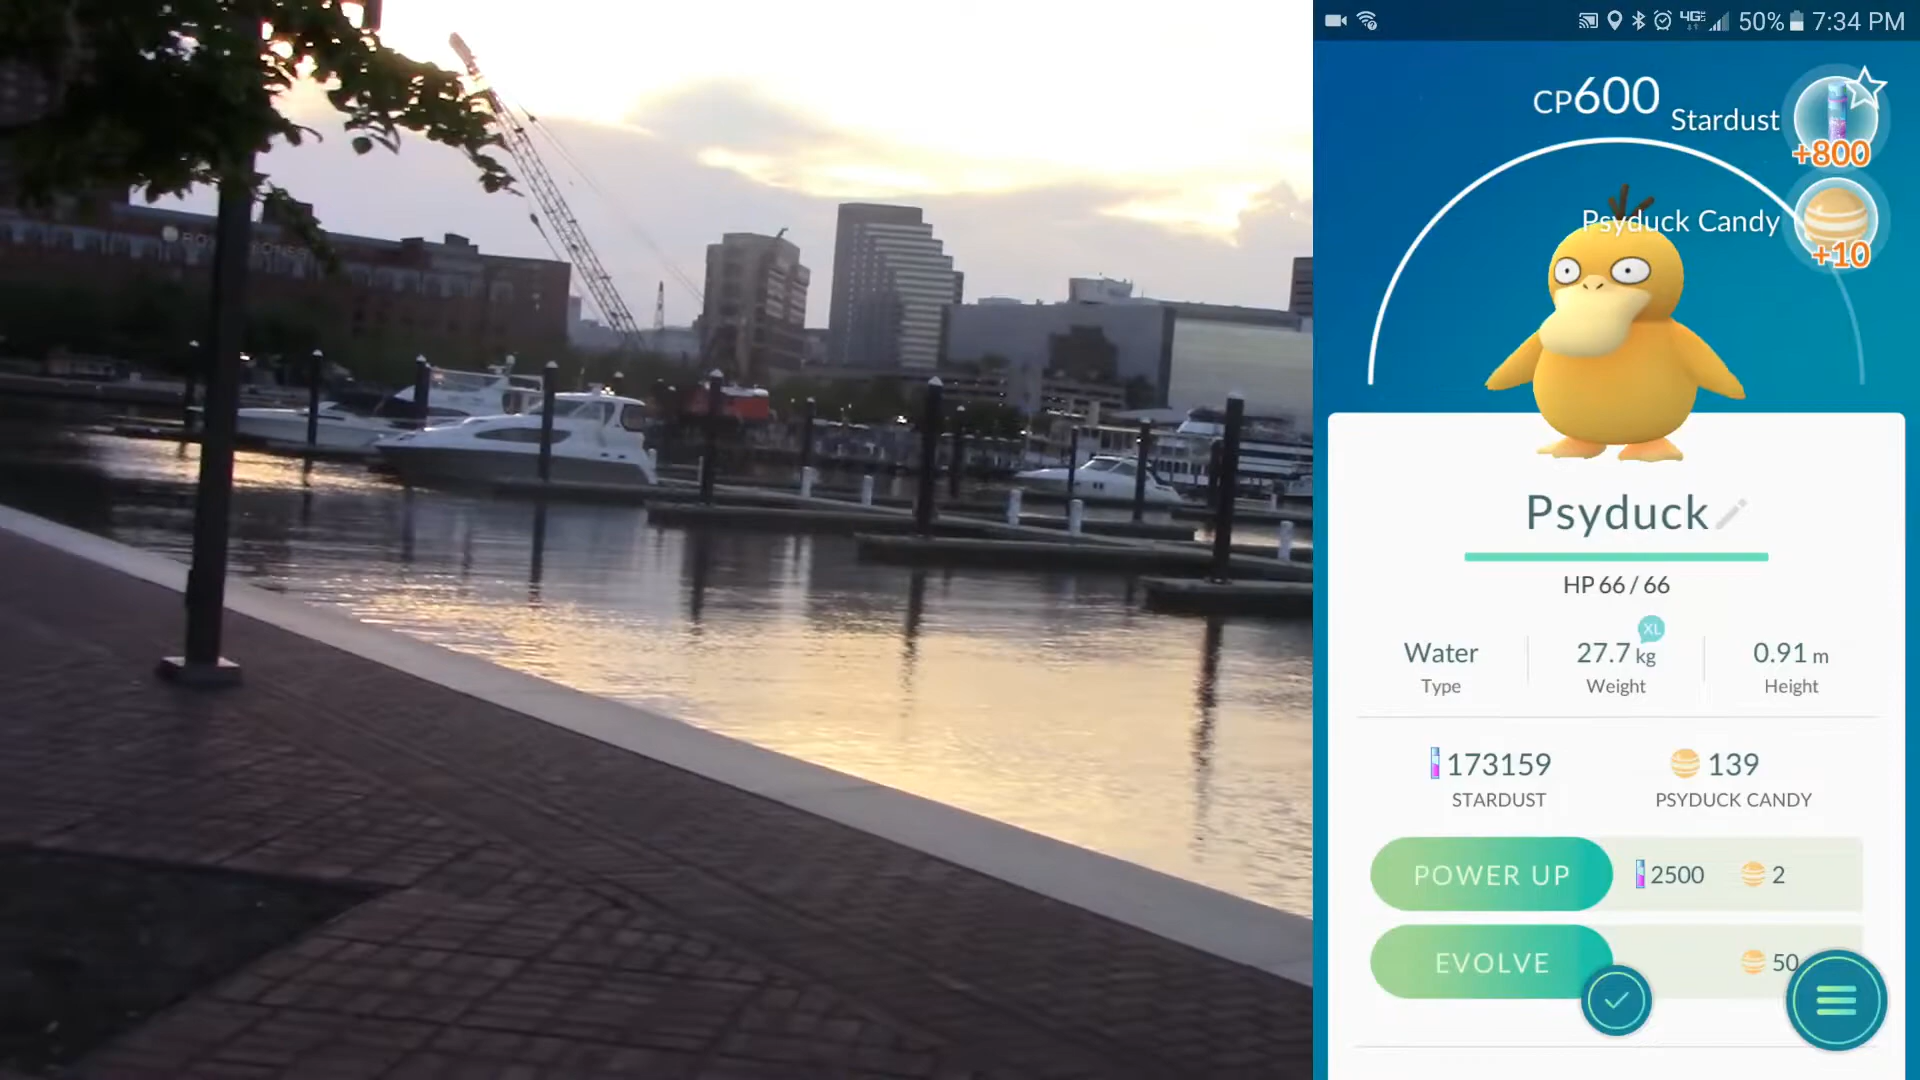 4GE 50% 7:34 PM
CP600
Stardust
+800
Psyduck Candy
+10
Psyduck
HP 66 / 66
XL
Water
27.7 kg
0.91 m
Type
Weight
Height
173159
139
STARDUST
PSYDUCK CANDY
POWER UP 2500 2
EVOLVE 50